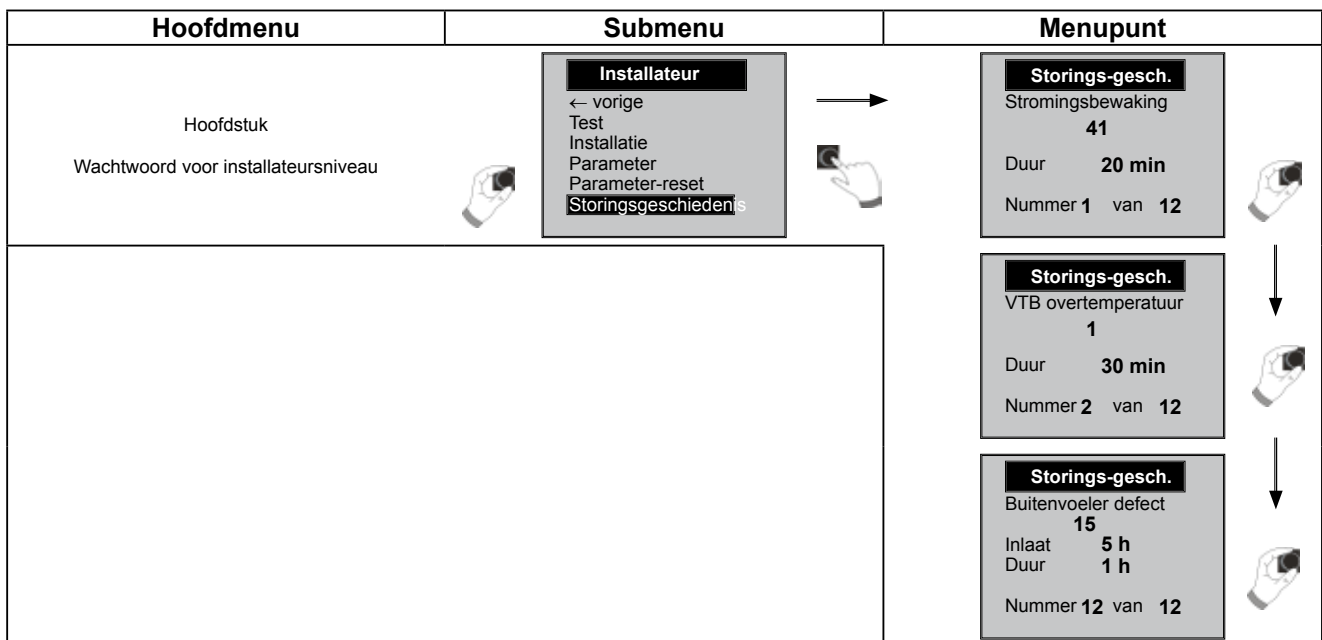 Hoofdmenu Submenu Menupunt
Hoofdstuk
Wachtwoord voor installateursniveau
Installateur
← vorige
Test
Installatie
Parameter
Parameter-reset
Storingsgeschiedenis
Storings-gesch.
Stromingsbewaking
41
Duur 20 min
Nummer 1 van 12
Storings-gesch.
VTB overtemperatuur
1
Duur 30 min
Nummer 2 van 12
Storings-gesch.
Buitenvoeler defect
15
Inlaat 5 h
Duur 1 h
Nummer 12 van 12